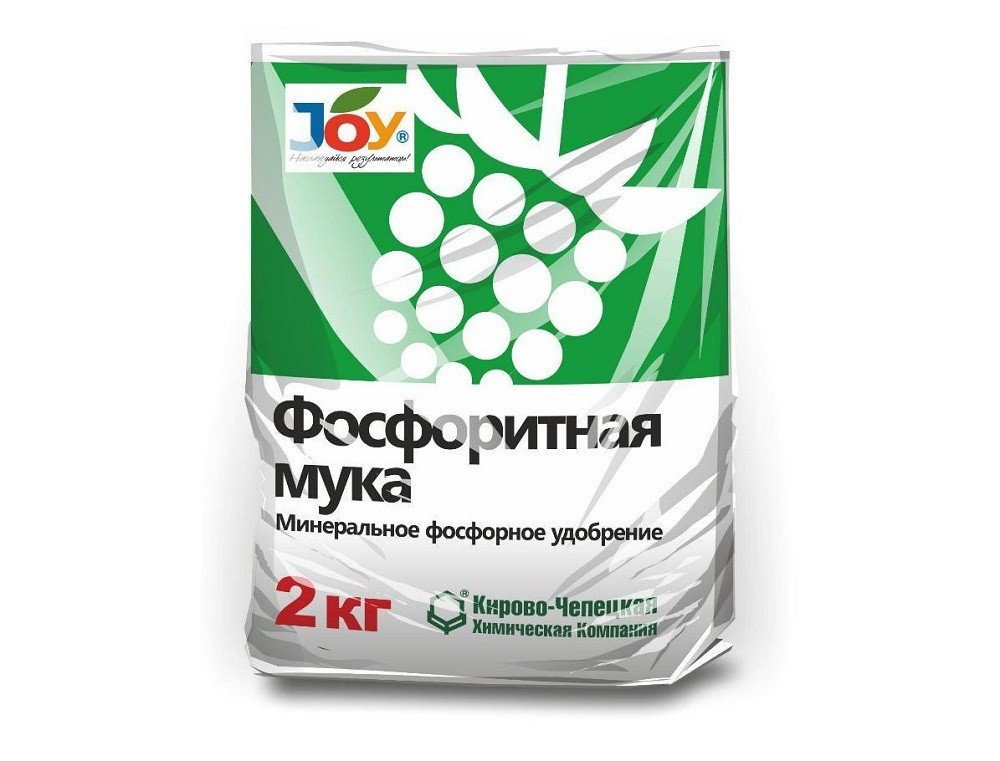 JOY®
Наслаждайся результатом!
Фосфоритная
мука
Минеральное фосфорное удобрение
2 кг
® Кирово-Чепецкая
Химическая Компания